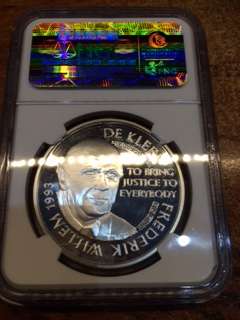 DE KLERK
TO BRING
JUSTICE TO
EVERYBODY
FREDERIK WILLEM 1993